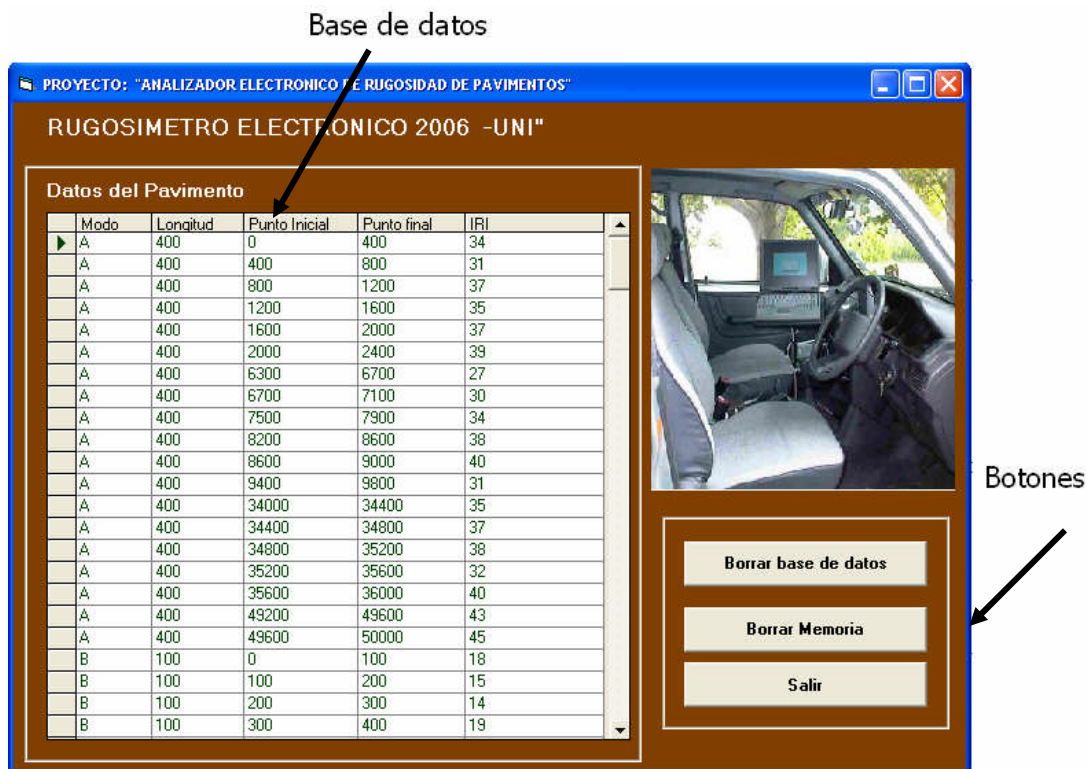 Base de datos
PROYECTO: "ANALIZADOR ELECTRONICO DE RUGOSIDAD DE PAVIMENTOS"
RUGOSIMETRO ELECTRONICO 2006 -UNI"
Datos del Pavimento
Modo Longitud Punto Inicial Punto final IRI
A 400 0 400 34
A 400 400 800 31
A 400 800 1200 37
A 400 1200 1600 35
A 400 1600 2000 37
A 400 2000 2400 39
A 400 6300 6700 27
A 400 6700 7100 30
A 400 7500 7900 34
A 400 8200 8600 38
A 400 8600 9000 40
A 400 9400 9800 31
A 400 34000 34400 35
A 400 34400 34800 37
A 400 34800 35200 38
A 400 35200 35600 32
A 400 35600 36000 40
A 400 49200 49600 43
A 400 49600 50000 45
B 100 0 100 18
B 100 100 200 15
B 100 200 300 14
B 100 300 400 19
Botones
Borrar base de datos
Borrar Memoria
Salir